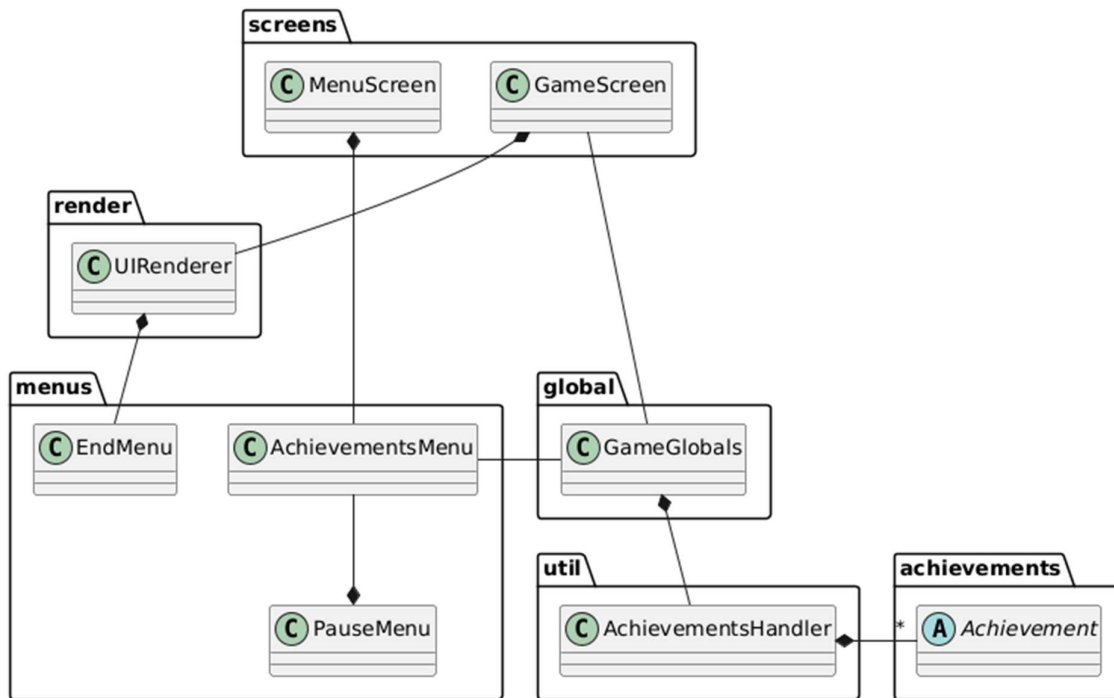 screens
C MenuScreen
C GameScreen
render
C UIRenderer
menus
C EndMenu
C AchievementsMenu
C PauseMenu
global
C GameGlobals
util
C AchievementsHandler
*
achievements
A Achievement